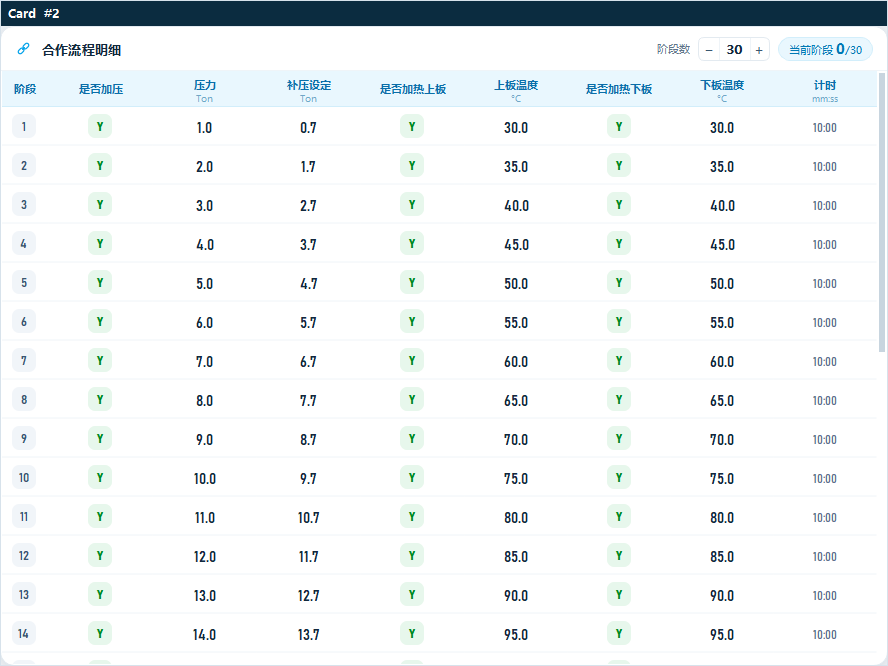 Card #2
合作流程明细 阶段数 − 30 + 当前阶段 0/30
阶段 是否加压 压力 补压设定 是否加热上板 上板温度 是否加热下板 下板温度 计时
Ton Ton °C °C mm:ss
1 Y 1.0 0.7 Y 30.0 Y 30.0 10:00
2 Y 2.0 1.7 Y 35.0 Y 35.0 10:00
3 Y 3.0 2.7 Y 40.0 Y 40.0 10:00
4 Y 4.0 3.7 Y 45.0 Y 45.0 10:00
5 Y 5.0 4.7 Y 50.0 Y 50.0 10:00
6 Y 6.0 5.7 Y 55.0 Y 55.0 10:00
7 Y 7.0 6.7 Y 60.0 Y 60.0 10:00
8 Y 8.0 7.7 Y 65.0 Y 65.0 10:00
9 Y 9.0 8.7 Y 70.0 Y 70.0 10:00
10 Y 10.0 9.7 Y 75.0 Y 75.0 10:00
11 Y 11.0 10.7 Y 80.0 Y 80.0 10:00
12 Y 12.0 11.7 Y 85.0 Y 85.0 10:00
13 Y 13.0 12.7 Y 90.0 Y 90.0 10:00
14 Y 14.0 13.7 Y 95.0 Y 95.0 10:00